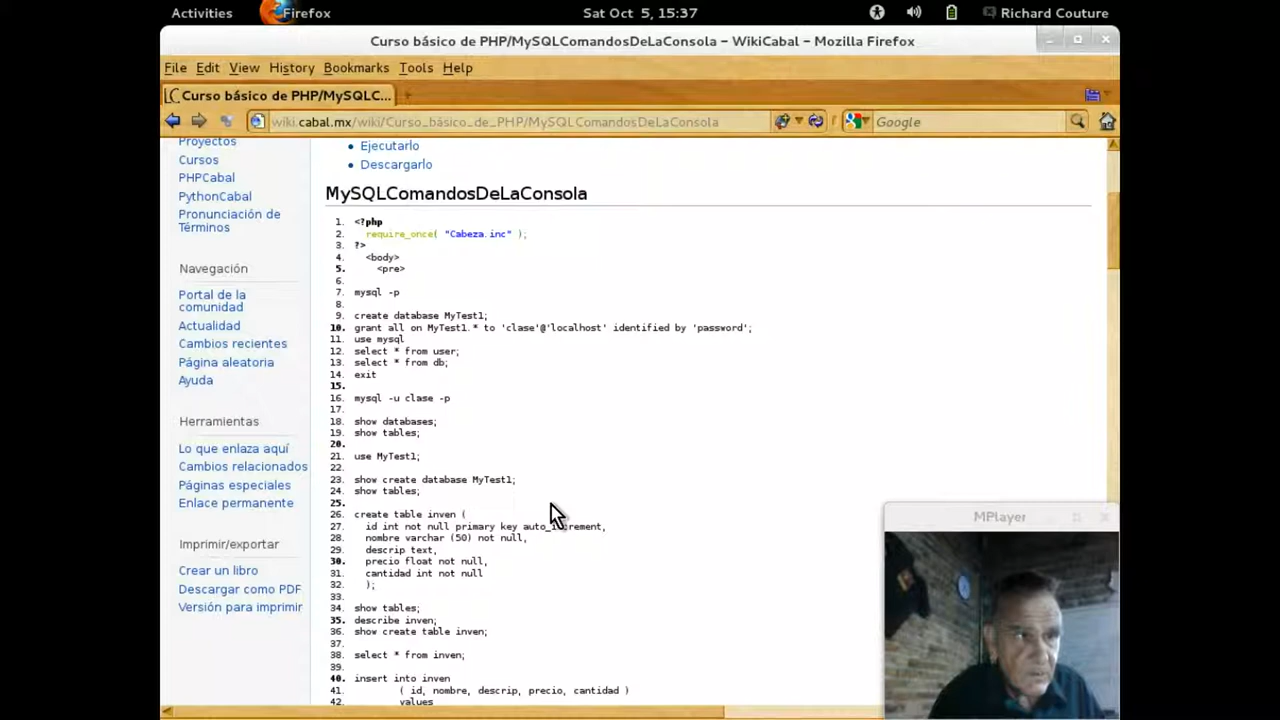 Activities Firefox Sat Oct 5, 15:37 Richard Couture
Curso básico de PHP/MySQLComandosDeLaConsola – WikiCabal – Mozilla Firefox
File Edit View History Bookmarks Tools Help
Curso básico de PHP/MySQLC...
wiki.cabal.mx/wiki/Curso_básico_de_PHP/MySQLComandosDeLaConsola Google
Proyectos
Cursos
PHPCabal
PythonCabal
Pronunciación de
Términos
Navegación
Portal de la
comunidad
Actualidad
Cambios recientes
Página aleatoria
Ayuda
Herramientas
Lo que enlaza aquí
Cambios relacionados
Páginas especiales
Enlace permanente
Imprimir/exportar
Crear un libro
Descargar como PDF
Versión para imprimir
• Ejecutarlo
• Descargarlo
MySQLComandosDeLaConsola
1. <?php
2. require_once( "Cabeza.inc" );
3. ?>
4. <body>
5. <pre>
6.
7. mysql -p
8.
9. create database MyTest1;
10. grant all on MyTest1.* to 'clase'@'localhost' identified by 'password';
11. use mysql
12. select * from user;
13. select * from db;
14. exit
15.
16. mysql -u clase -p
17.
18. show databases;
19. show tables;
20.
21. use MyTest1;
22.
23. show create database MyTest1;
24. show tables;
25.
26. create table inven (
27. id int not null primary key auto_increment,
28. nombre varchar (50) not null,
29. descrip text,
30. precio float not null,
31. cantidad int not null
32. );
33.
34. show tables;
35. describe inven;
36. show create table inven;
37.
38. select * from inven;
39.
40. insert into inven
41. ( id, nombre, descrip, precio, cantidad )
42. values
MPlayer